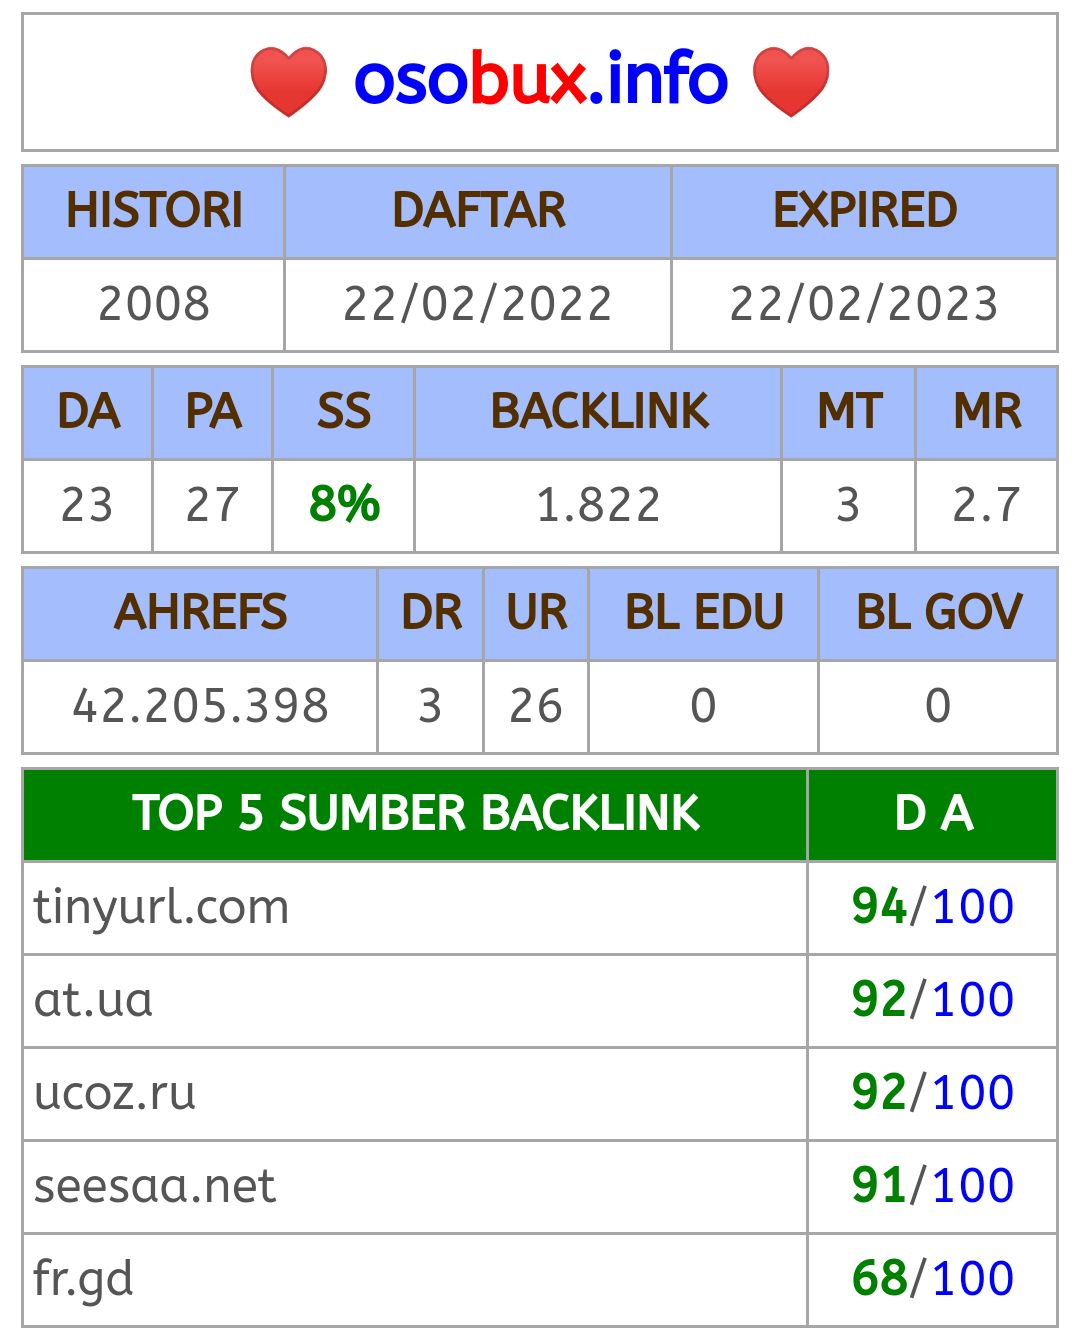 osobux.info
HISTORI DAFTAR EXPIRED
2008 22/02/2022 22/02/2023
DA PA SS BACKLINK MT MR
23 27 8% 1.822 3 2.7
AHREFS DR UR BL EDU BL GOV
42.205.398 3 26 0 0
TOP 5 SUMBER BACKLINK D A
tinyurl.com 94/100
at.ua 92/100
ucoz.ru 92/100
seesaa.net 91/100
fr.gd 68/100